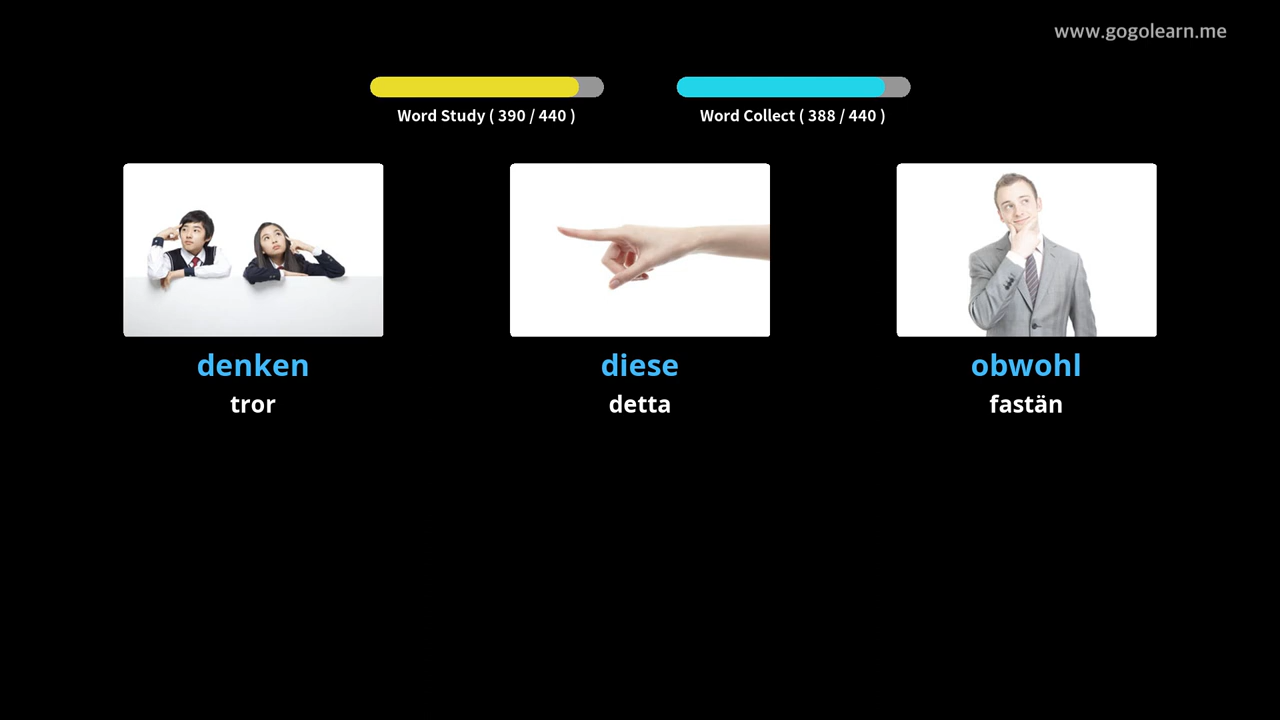 www.gogolearn.me
Word Study ( 390 / 440 )
Word Collect ( 388 / 440 )
denken
diese
obwohl
tror
detta
fastän